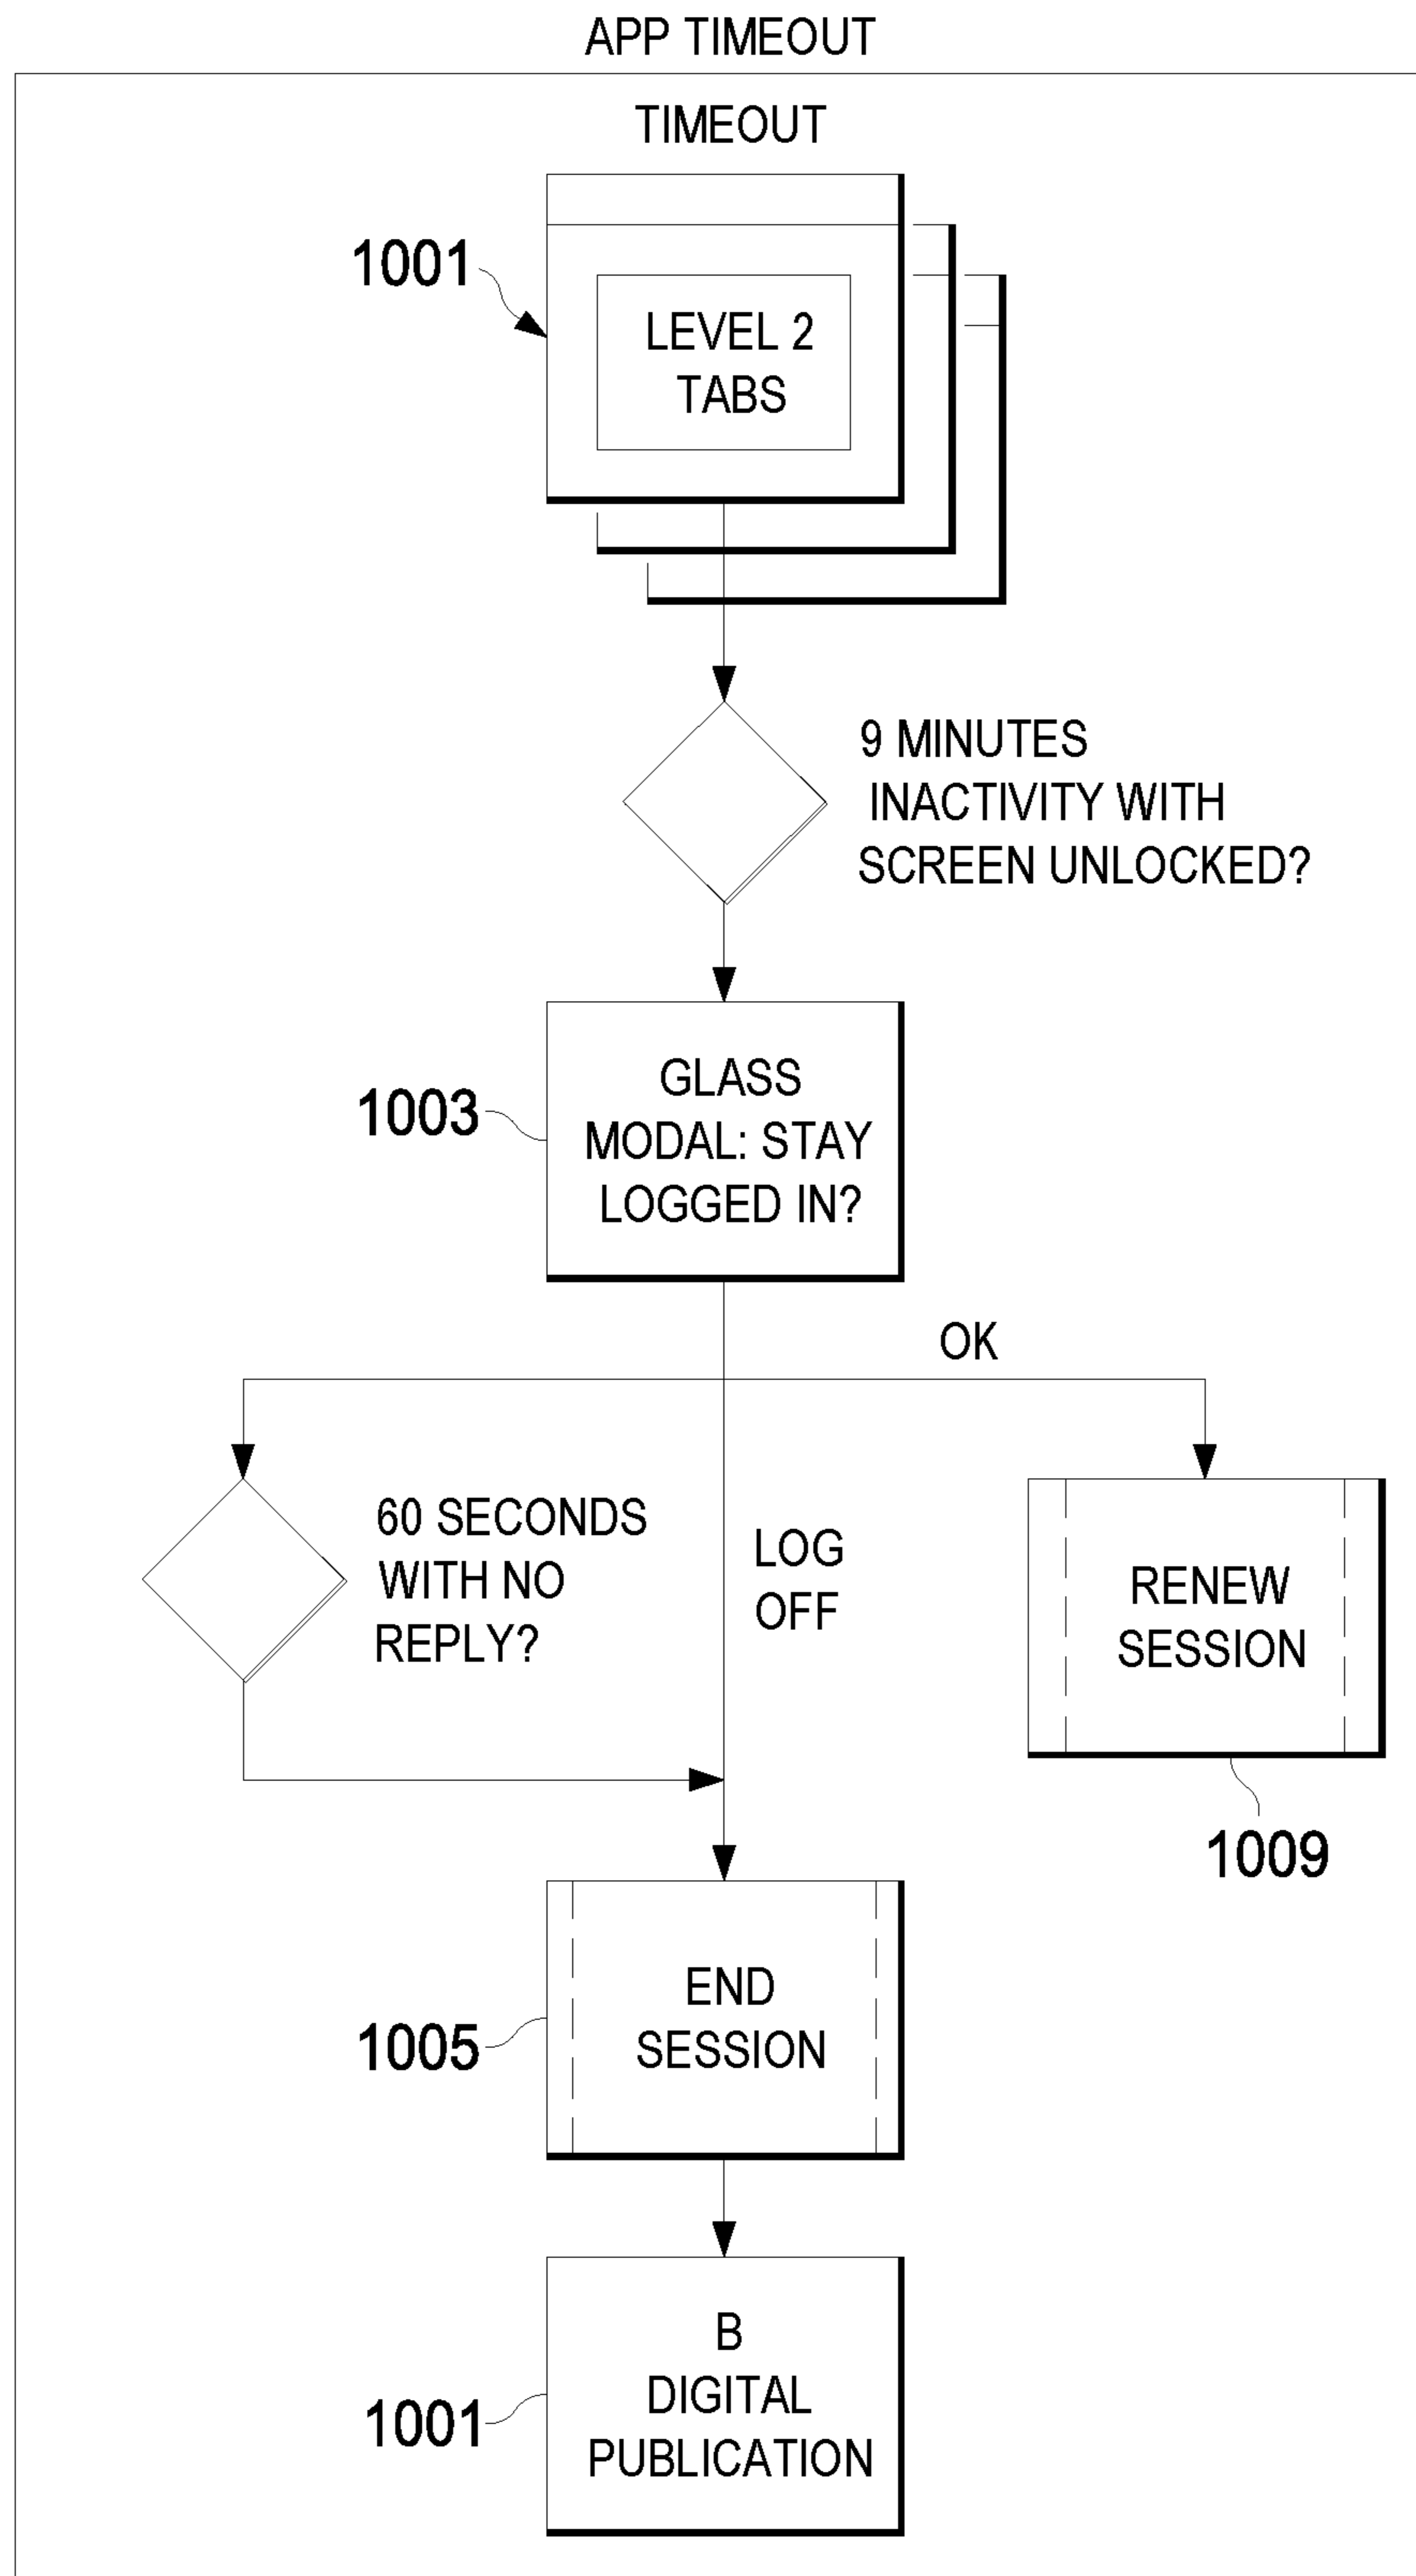 APP TIMEOUT
TIMEOUT
1001
LEVEL 2
TABS
9 MINUTES
INACTIVITY WITH
SCREEN UNLOCKED?
1003
GLASS
MODAL: STAY
LOGGED IN?
OK
60 SECONDS
WITH NO
REPLY?
LOG
OFF
RENEW
SESSION
1009
1005
END
SESSION
1001
B
DIGITAL
PUBLICATION